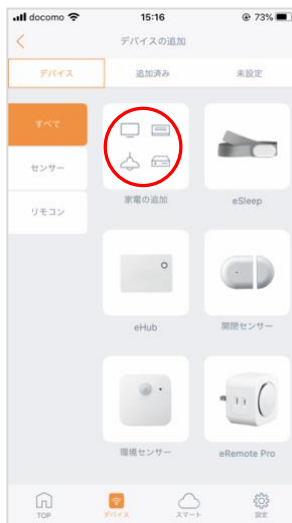 docomo 15:16 73%
デバイスの追加
デバイス 追加済み 未設定
すべて
センサー
リモコン
家電の追加 eSleep
eHub 開閉センサー
環境センサー eRemote Pro
TOP デバイス スマート 設定